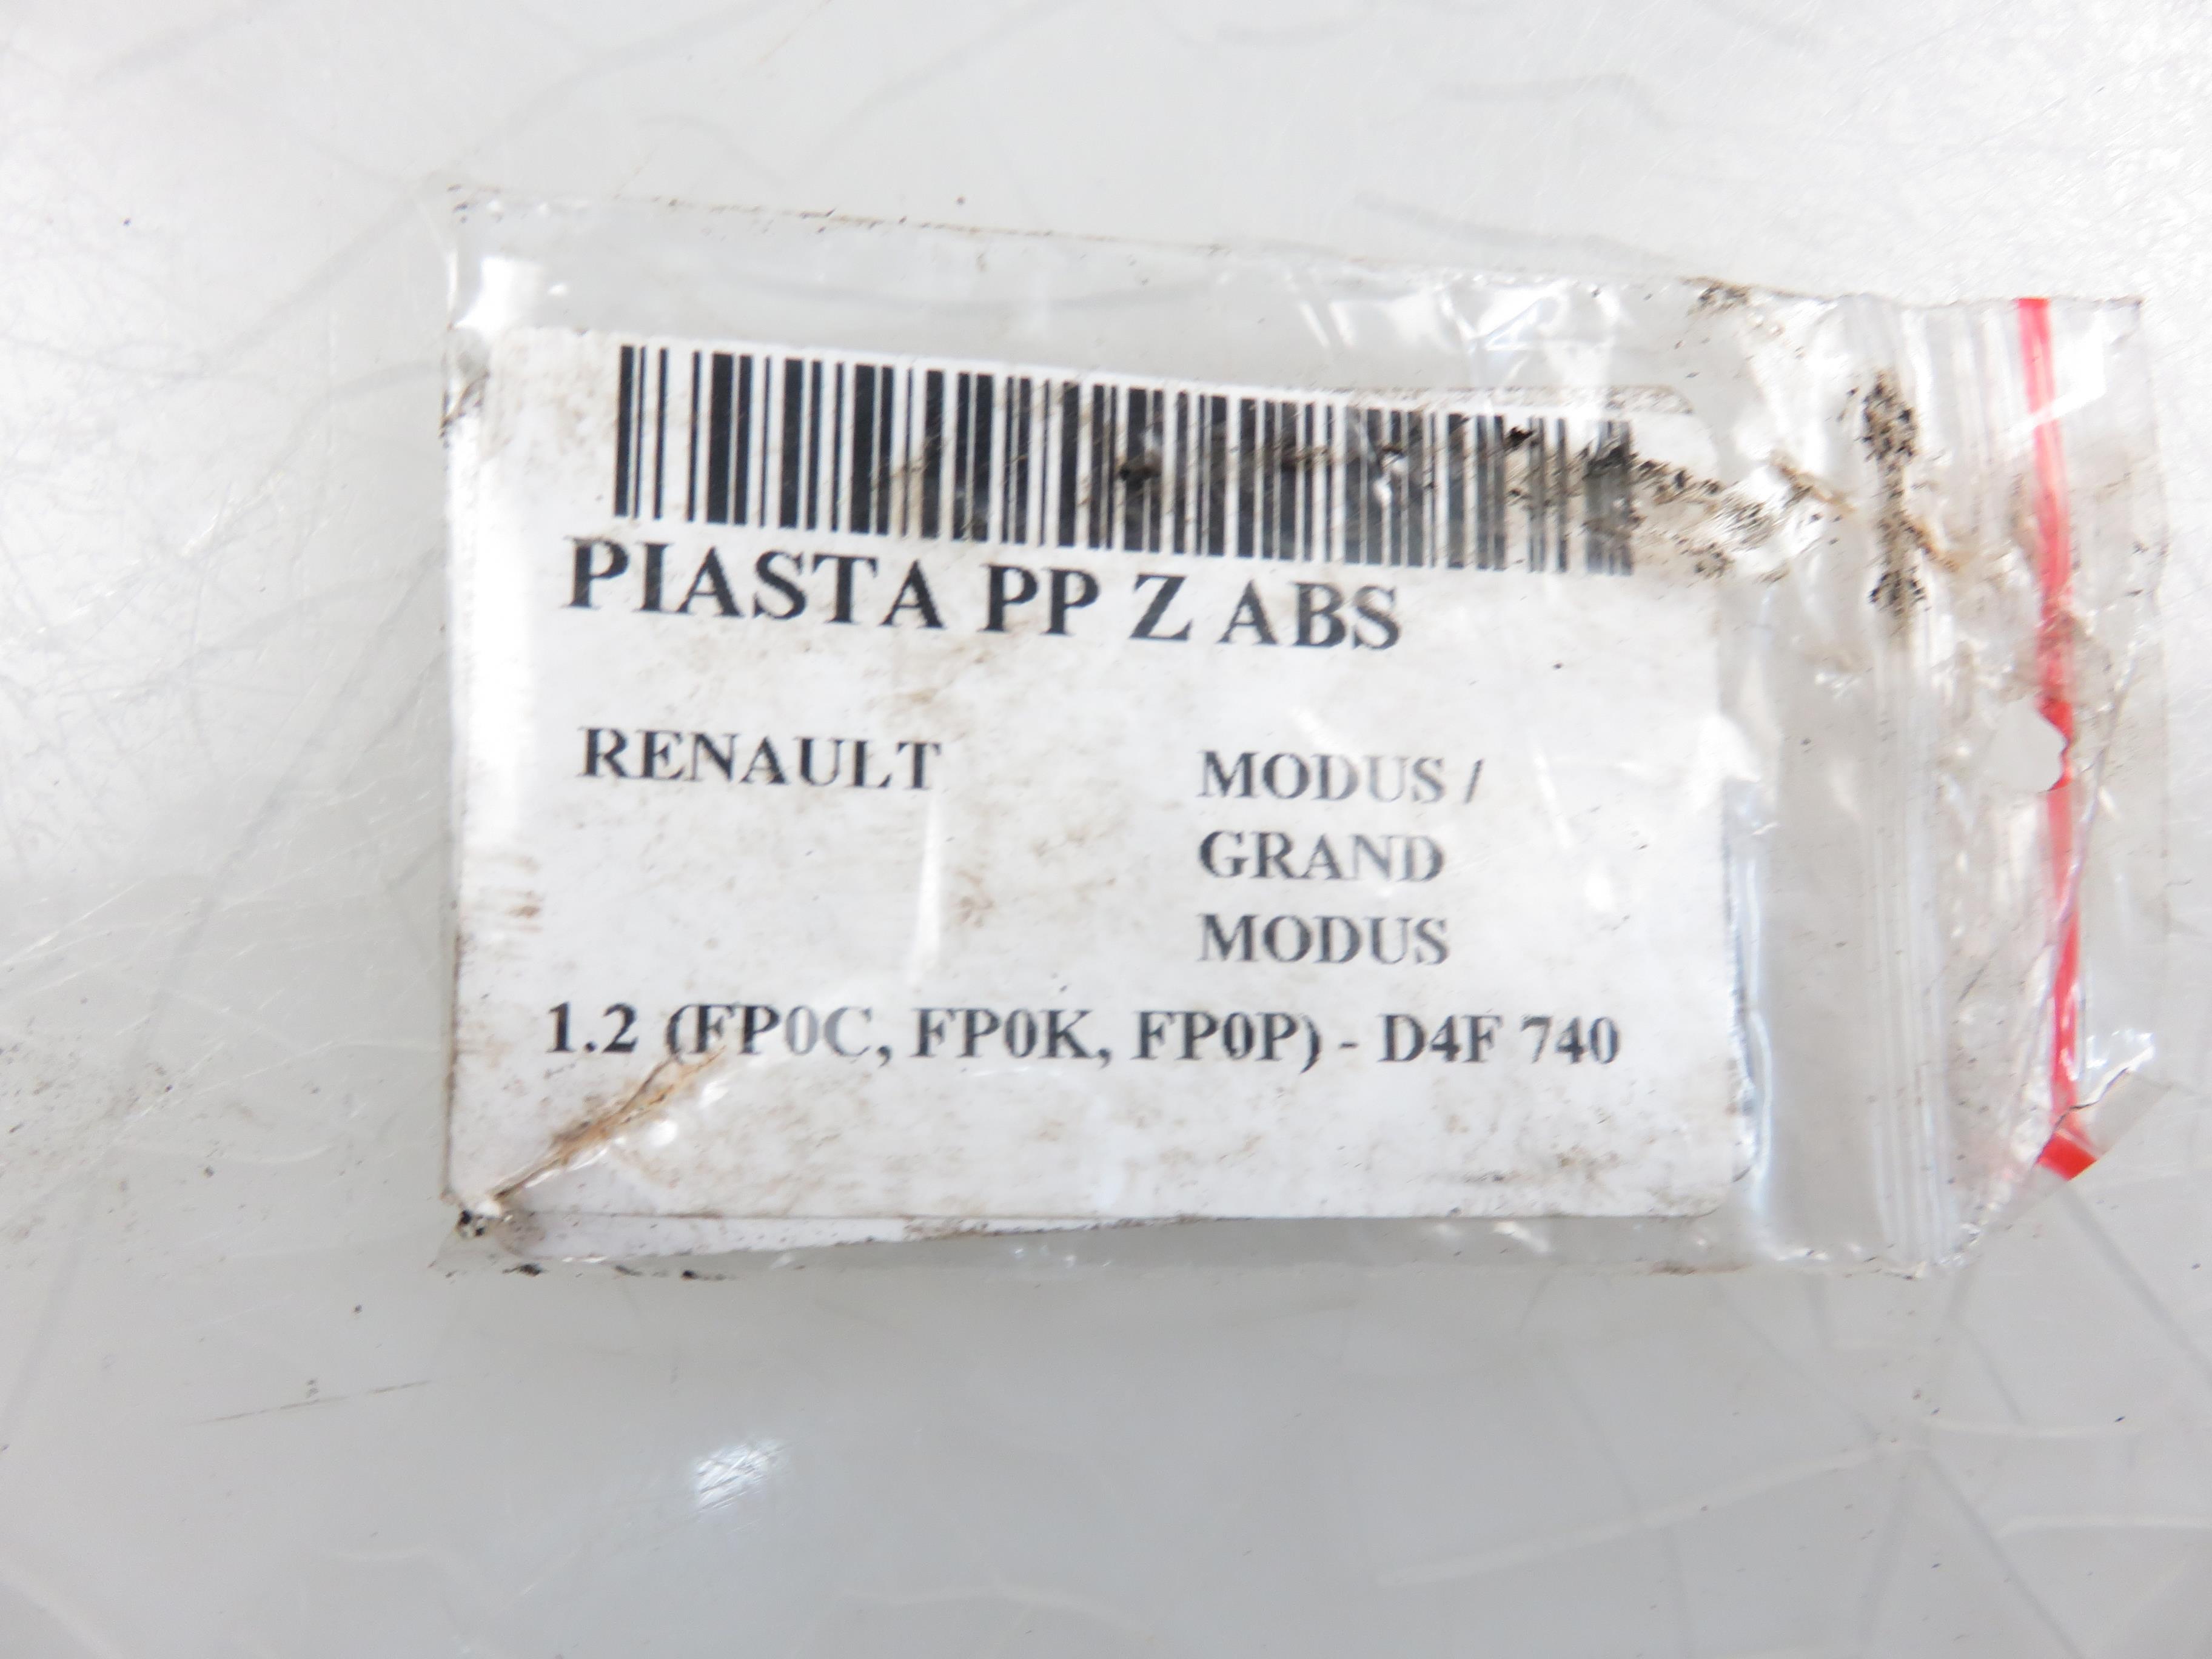 PIASTA PP Z ABS
RENAULT MODUS /
GRAND
MODUS
1.2 (FP0C, FP0K, FP0P) - D4F 740